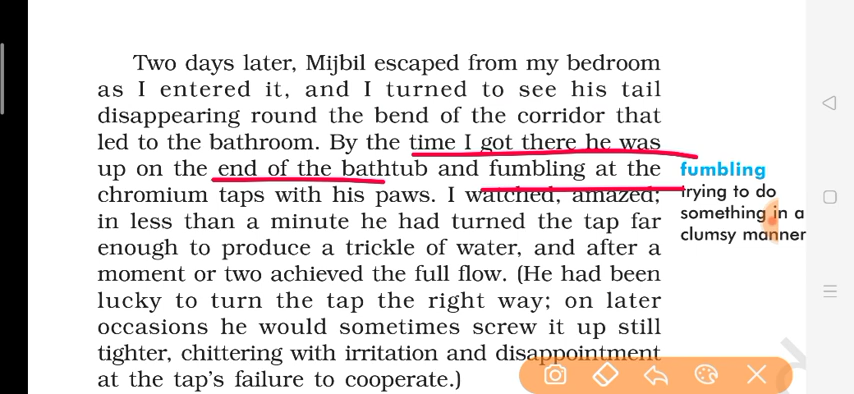 Two days later, Mijbil escaped from my bedroom
as I entered it, and I turned to see his tail
disappearing round the bend of the corridor that
led to the bathroom. By the time I got there he was
up on the end of the bathtub and fumbling at the
chromium taps with his paws. I watched, amazed;
in less than a minute he had turned the tap far
enough to produce a trickle of water, and after a
moment or two achieved the full flow. (He had been
lucky to turn the tap the right way; on later
occasions he would sometimes screw it up still
tighter, chittering with irritation and disappointment
at the tap's failure to cooperate.)
fumbling
trying to do
something in a
clumsy manner